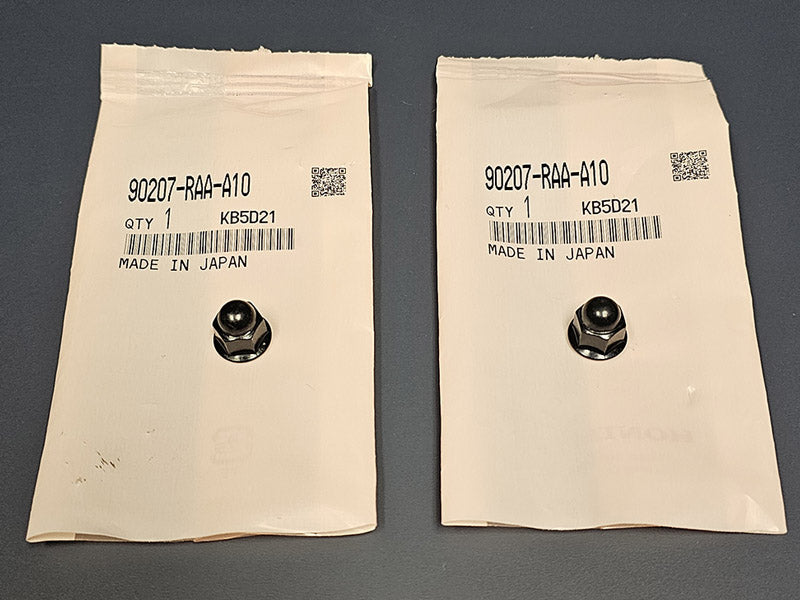 90207-RAA-A10
QTY 1 KB5D21
MADE IN JAPAN
90207-RAA-A10
QTY 1 KB5D21
MADE IN JAPAN